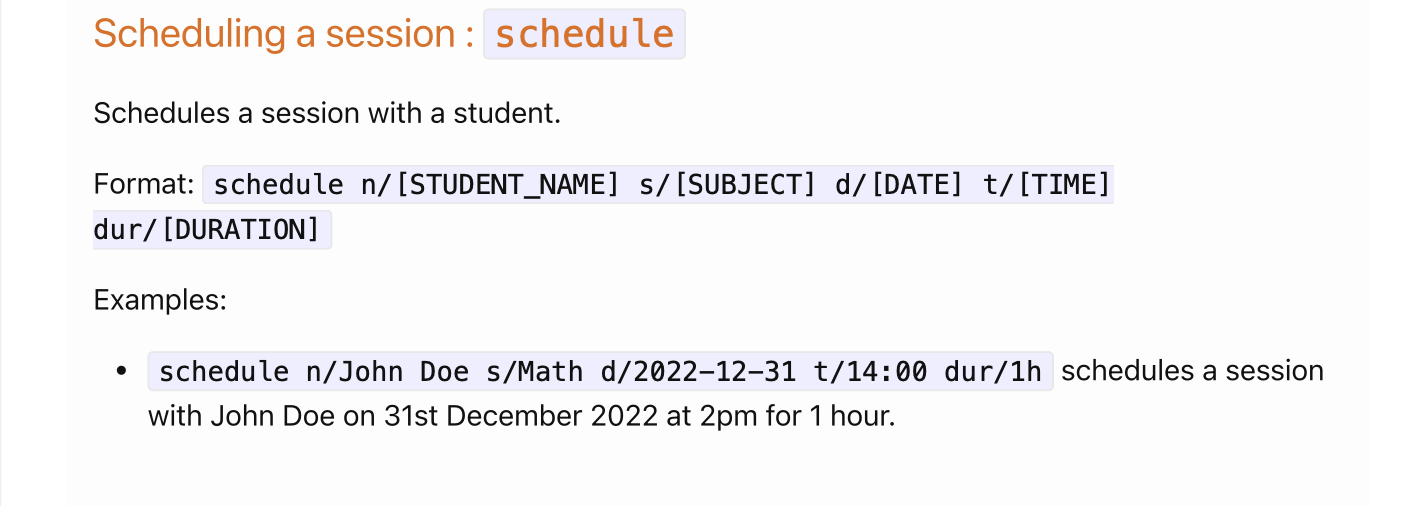 Scheduling a session : schedule
Schedules a session with a student.
Format: schedule n/[STUDENT_NAME] s/[SUBJECT] d/[DATE] t/[TIME]
dur/[DURATION]
Examples:
• schedule n/John Doe s/Math d/2022-12-31 t/14:00 dur/1h schedules a session
with John Doe on 31st December 2022 at 2pm for 1 hour.